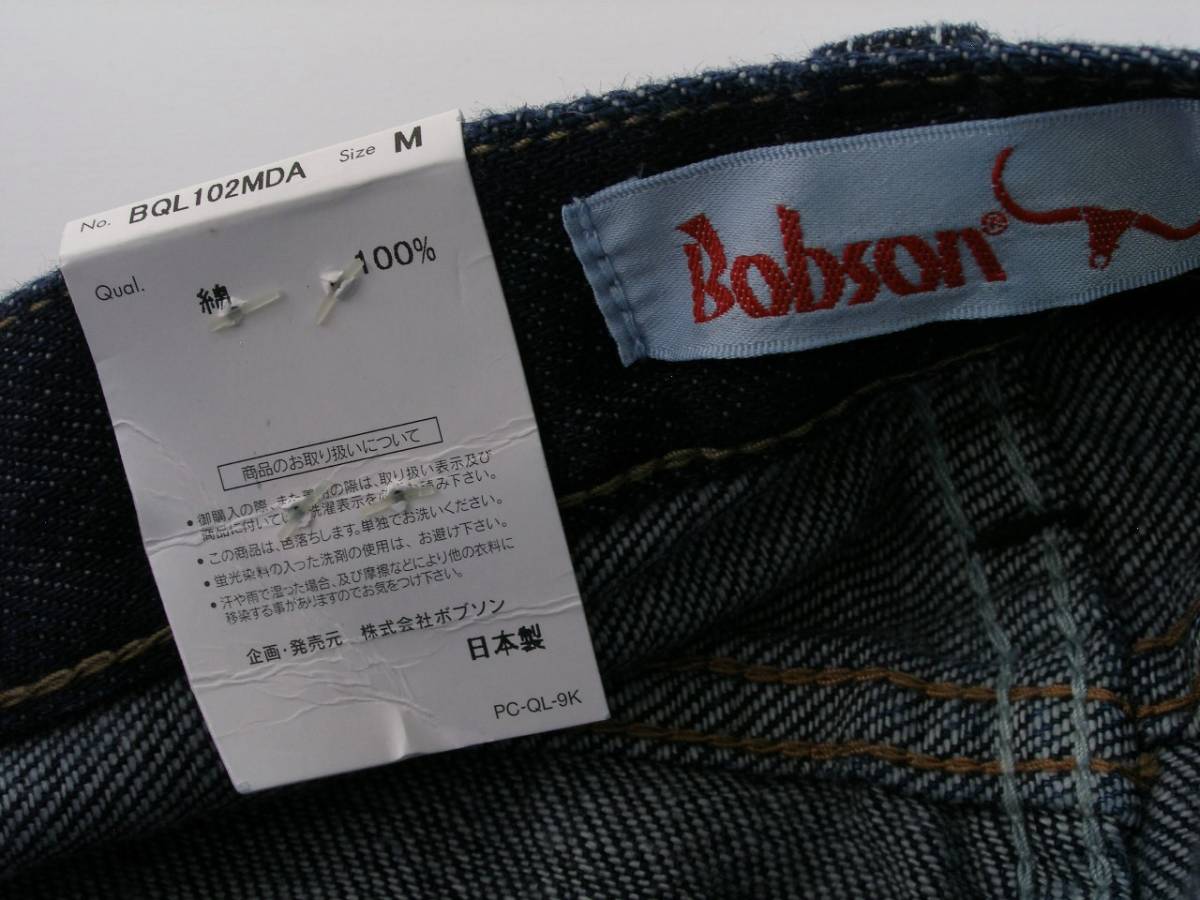 No. BQL102MDA Size M
Qual. 綿 100%
商品のお取り扱いについて
• 御購入の際、また着用の際は、取り扱い表示及び
商品に付いている洗濯表示を必ずお読み下さい。
• この商品は、色落ちします。単独でお洗いください。
• 蛍光染料の入った洗剤の使用は、お避け下さい。
• 汗や雨で湿った場合、及び摩擦などにより他の衣料に
移染する事がありますのでお気をつけ下さい。
企画・発売元 株式会社ボブソン
日本製
PC-QL-9K
Bobson®